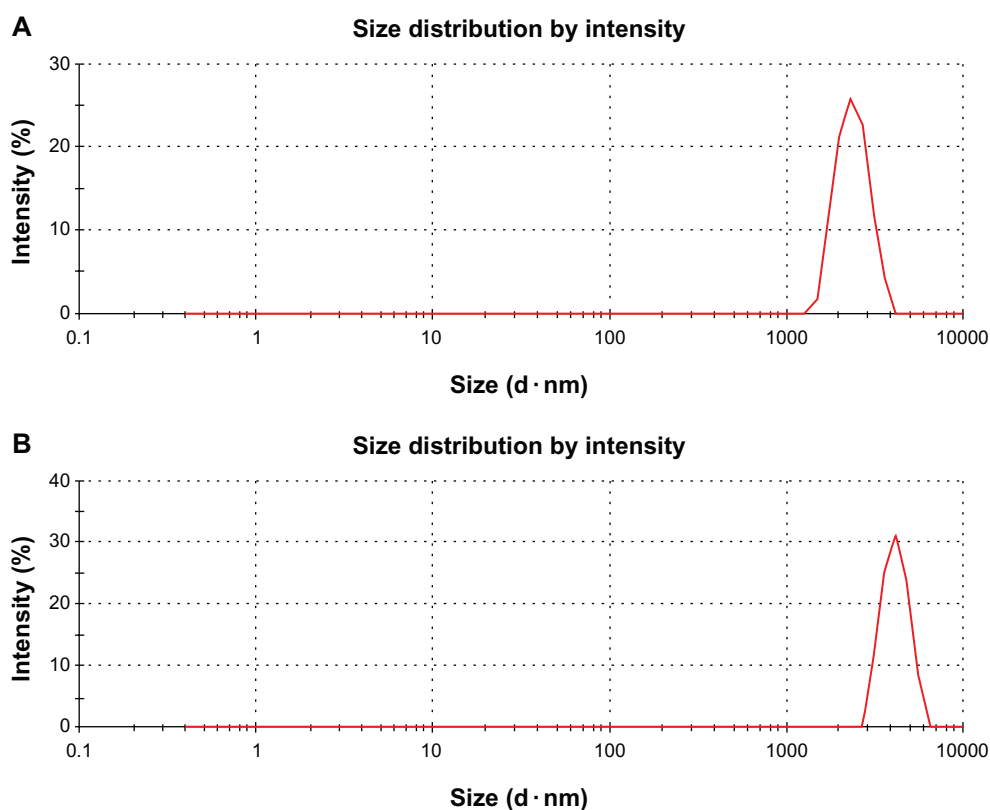 A
Size distribution by intensity
30
20
10
0
Intensity (%)
0.1 1 10 100 1000 10000
Size (d·nm)
B
Size distribution by intensity
40
30
20
10
0
Intensity (%)
0.1 1 10 100 1000 10000
Size (d·nm)